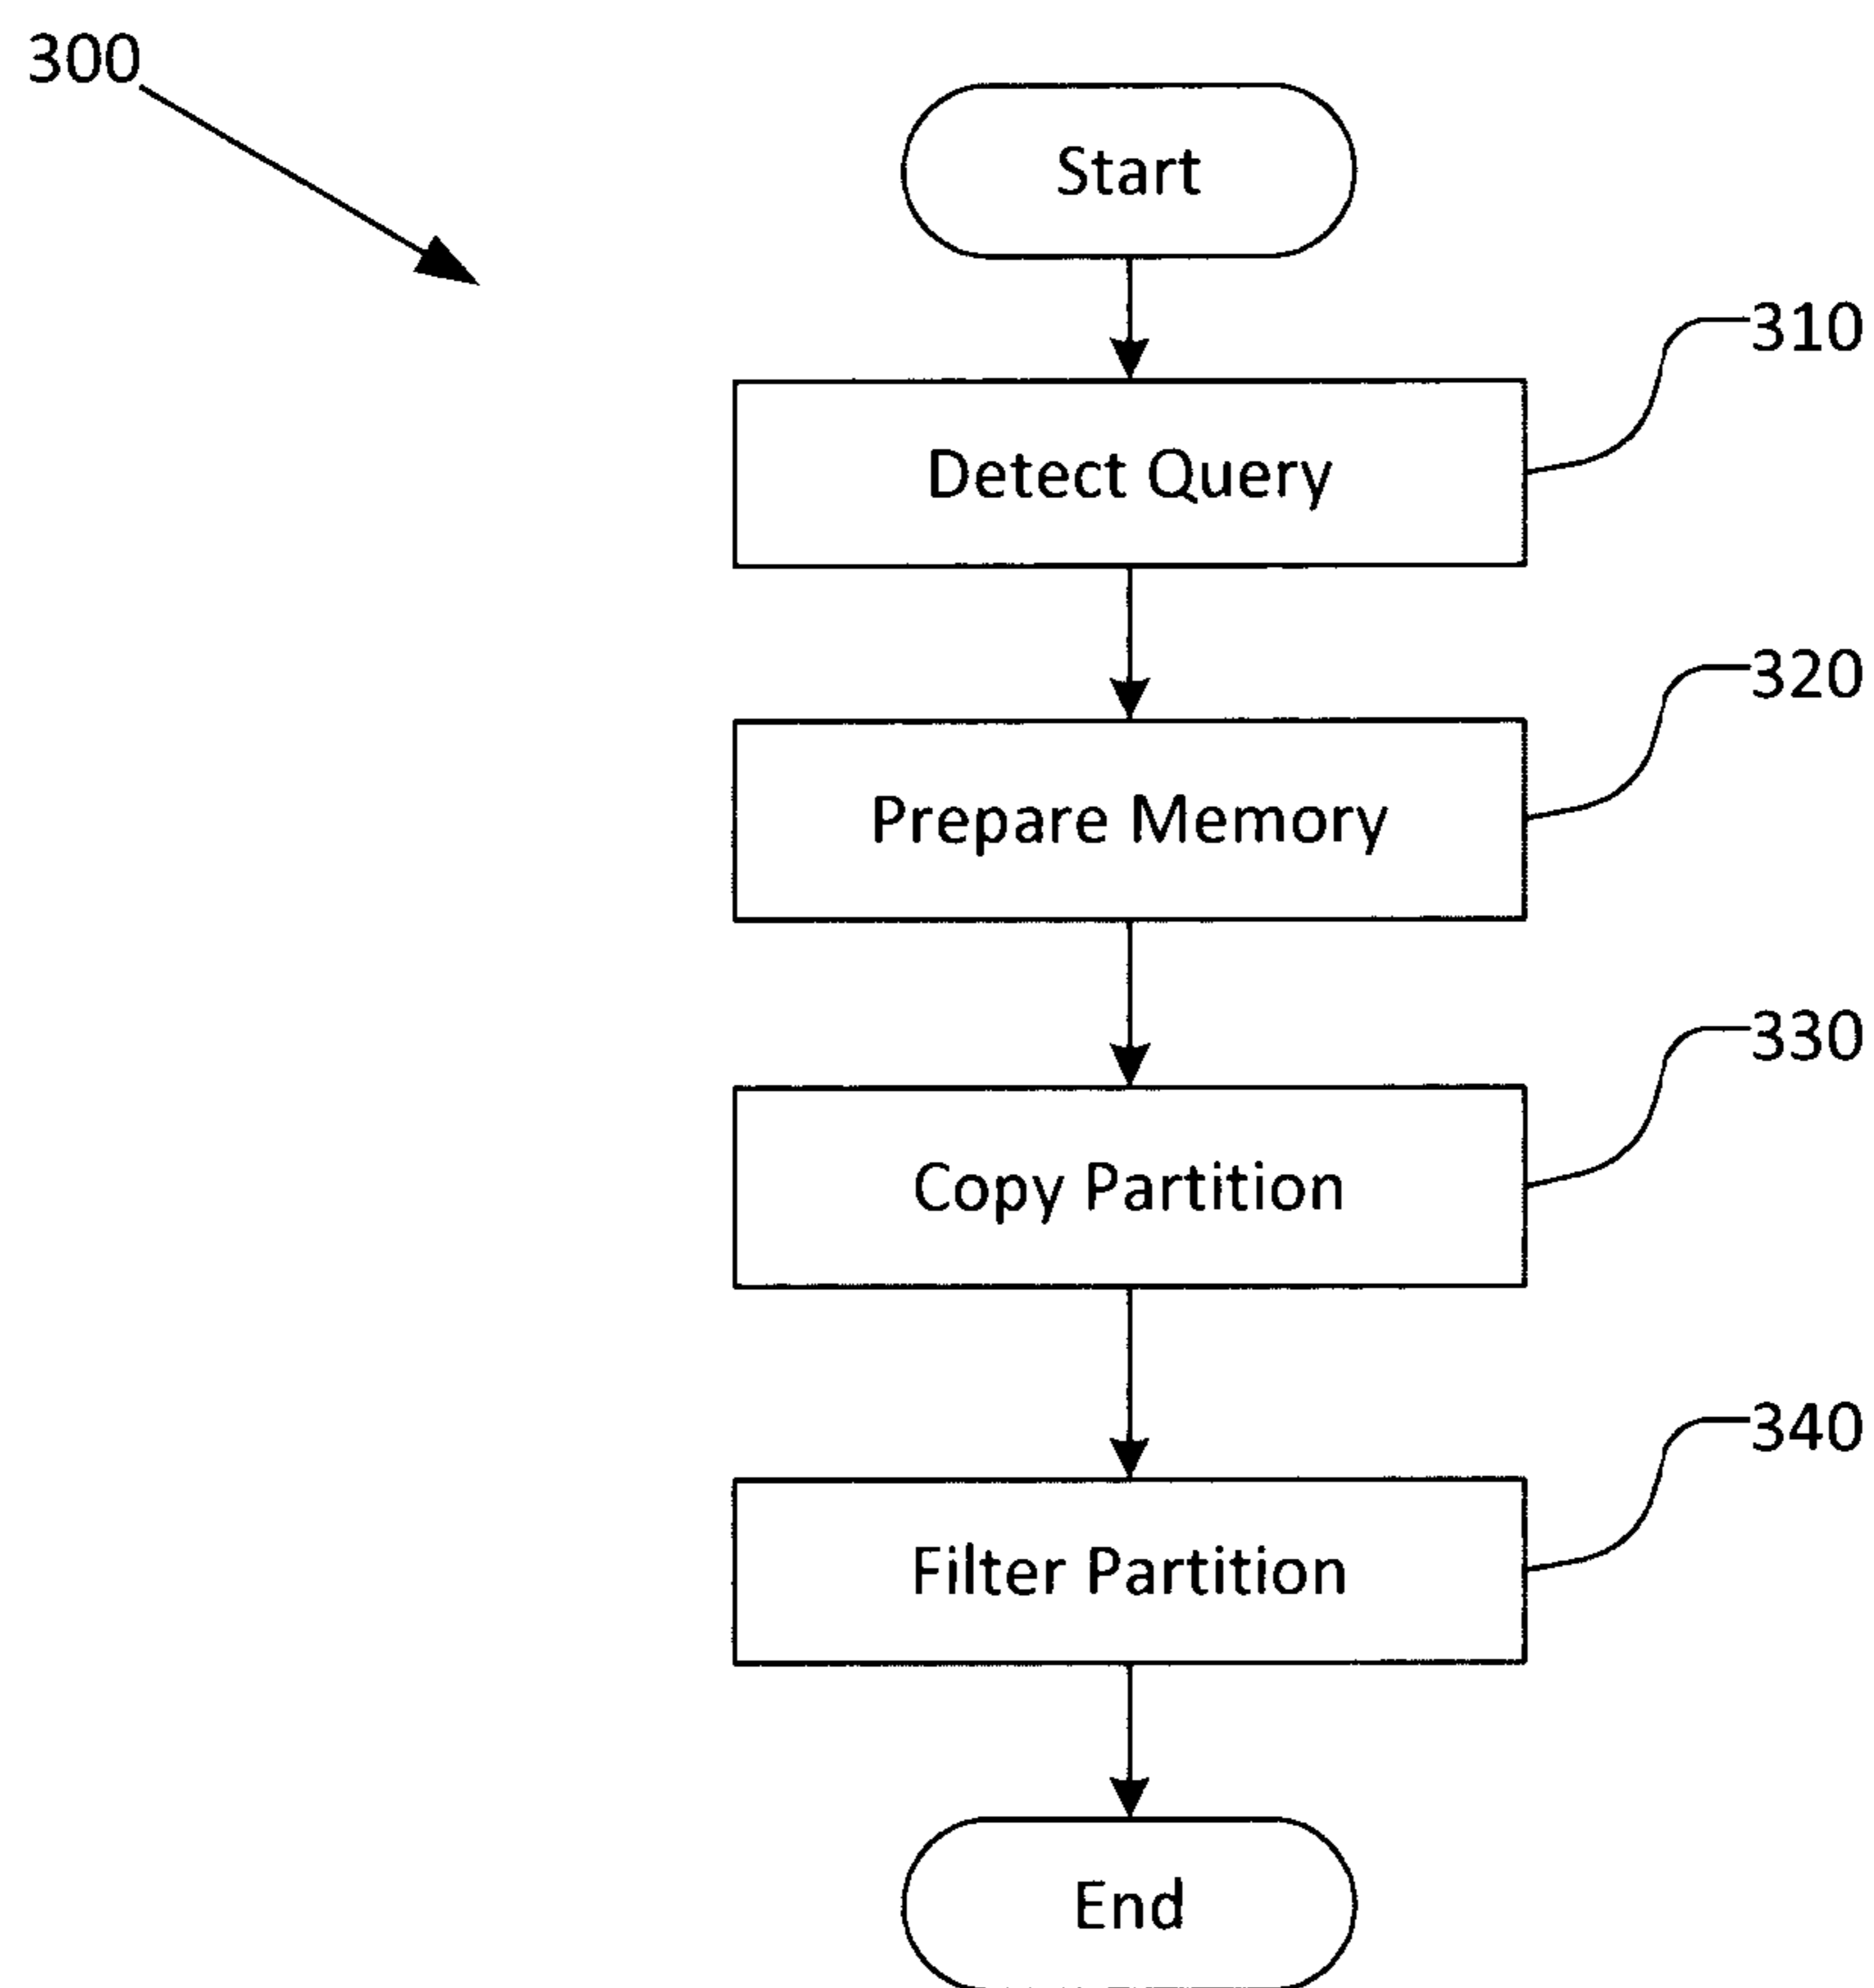 300
Start
310
Detect Query
320
Prepare Memory
330
Copy Partition
340
Filter Partition
End